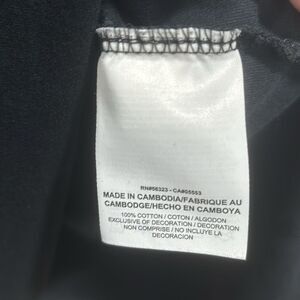 RN#56323 - CA#05553
MADE IN CAMBODIA/FABRIQUE AU
CAMBODGE/HECHO EN CAMBOYA
100% COTTON / COTON / ALGODON
EXCLUSIVE OF DECORATION / DECORATION
NON COMPRISE / NO INCLUYE LA
DECORACION